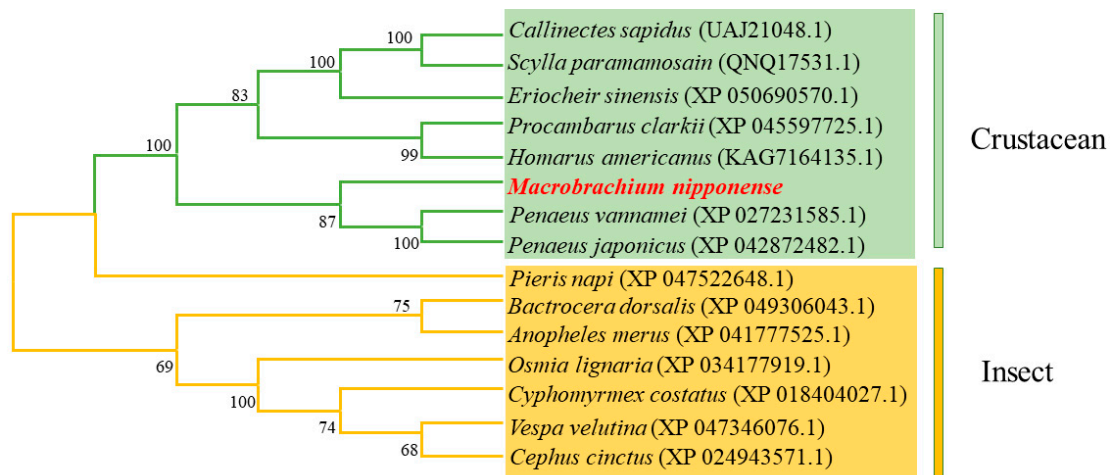 100
Callinectes sapidus (UAJ21048.1)
Scylla paramamosain (QNQ17531.1)
100
Eriocheir sinensis (XP 050690570.1)
83
Procambarus clarkii (XP 045597725.1)
99
Homarus americanus (KAG7164135.1)
100
Macrobrachium nipponense
87
Penaeus vannamei (XP 027231585.1)
100
Penaeus japonicus (XP 042872482.1)
Crustacean
Pieris napi (XP 047522648.1)
75
Bactrocera dorsalis (XP 049306043.1)
Anopheles merus (XP 041777525.1)
69
Osmia lignaria (XP 034177919.1)
100
Cyphomyrmex costatus (XP 018404027.1)
74
Vespa velutina (XP 047346076.1)
68
Cephus cinctus (XP 024943571.1)
Insect